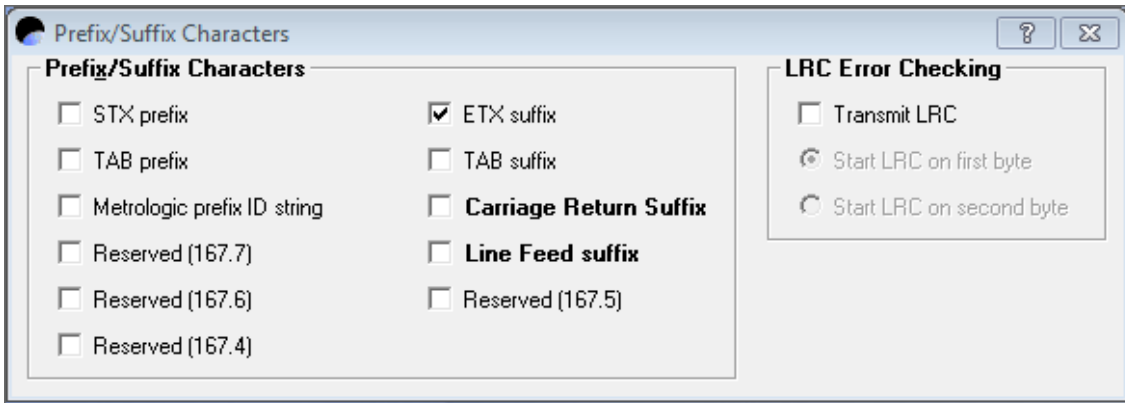 Prefix/Suffix Characters
Prefix/Suffix Characters
STX prefix
TAB prefix
Metrologic prefix ID string
Reserved (167.7)
Reserved (167.6)
Reserved (167.4)
ETX suffix
TAB suffix
Carriage Return Suffix
Line Feed suffix
Reserved (167.5)
LRC Error Checking
Transmit LRC
Start LRC on first byte
Start LRC on second byte